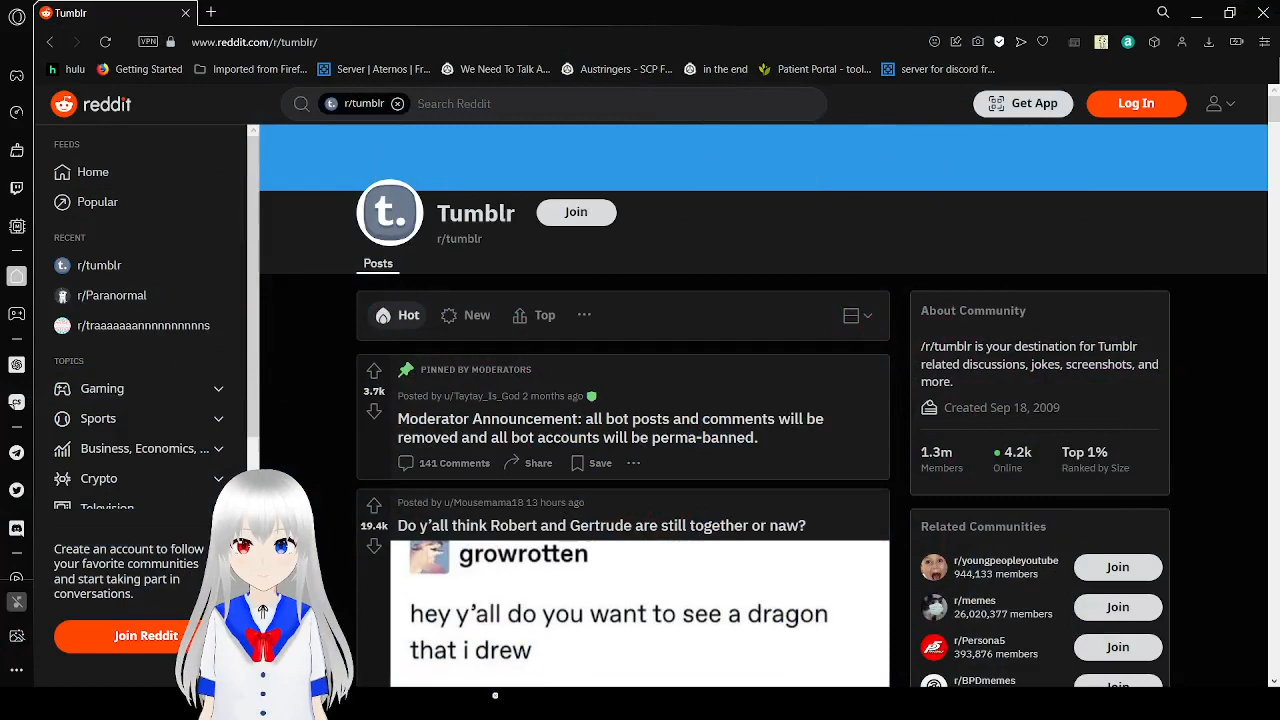 Tumblr
VPN
www.reddit.com/r/tumblr/
hulu
Getting Started
Imported from Firef...
Server | Aternos | Fr...
We Need To Talk A...
Austringers - SCP F...
in the end
Patient Portal - tool...
server for discord fr...
reddit
r/tumblr
Search Reddit
Get App
Log In
FEEDS
Home
Popular
RECENT
r/tumblr
r/Paranormal
r/traaaaaaannnnnnnnnns
TOPICS
Gaming
Sports
Business, Economics, ...
Crypto
Television
Create an account to follow
your favorite communities
and start taking part in
conversations.
Join Reddit
t.
Tumblr
Join
r/tumblr
Posts
Hot
New
Top
PINNED BY MODERATORS
3.7k
Posted by u/Taytay_Is_God 2 months ago
Moderator Announcement: all bot posts and comments will be
removed and all bot accounts will be perma-banned.
141 Comments
Share
Save
Posted by u/Mousemama18 13 hours ago
19.4k
Do y'all think Robert and Gertrude are still together or naw?
growrotten
hey y'all do you want to see a dragon
that i drew
About Community
/r/tumblr is your destination for Tumblr
related discussions, jokes, screenshots, and
more.
Created Sep 18, 2009
1.3m
Members
4.2k
Online
Top 1%
Ranked by Size
Related Communities
r/youngpeopleyoutube
944,133 members
Join
r/memes
26,020,377 members
Join
r/Persona5
393,876 members
Join
r/BPDmemes
Join